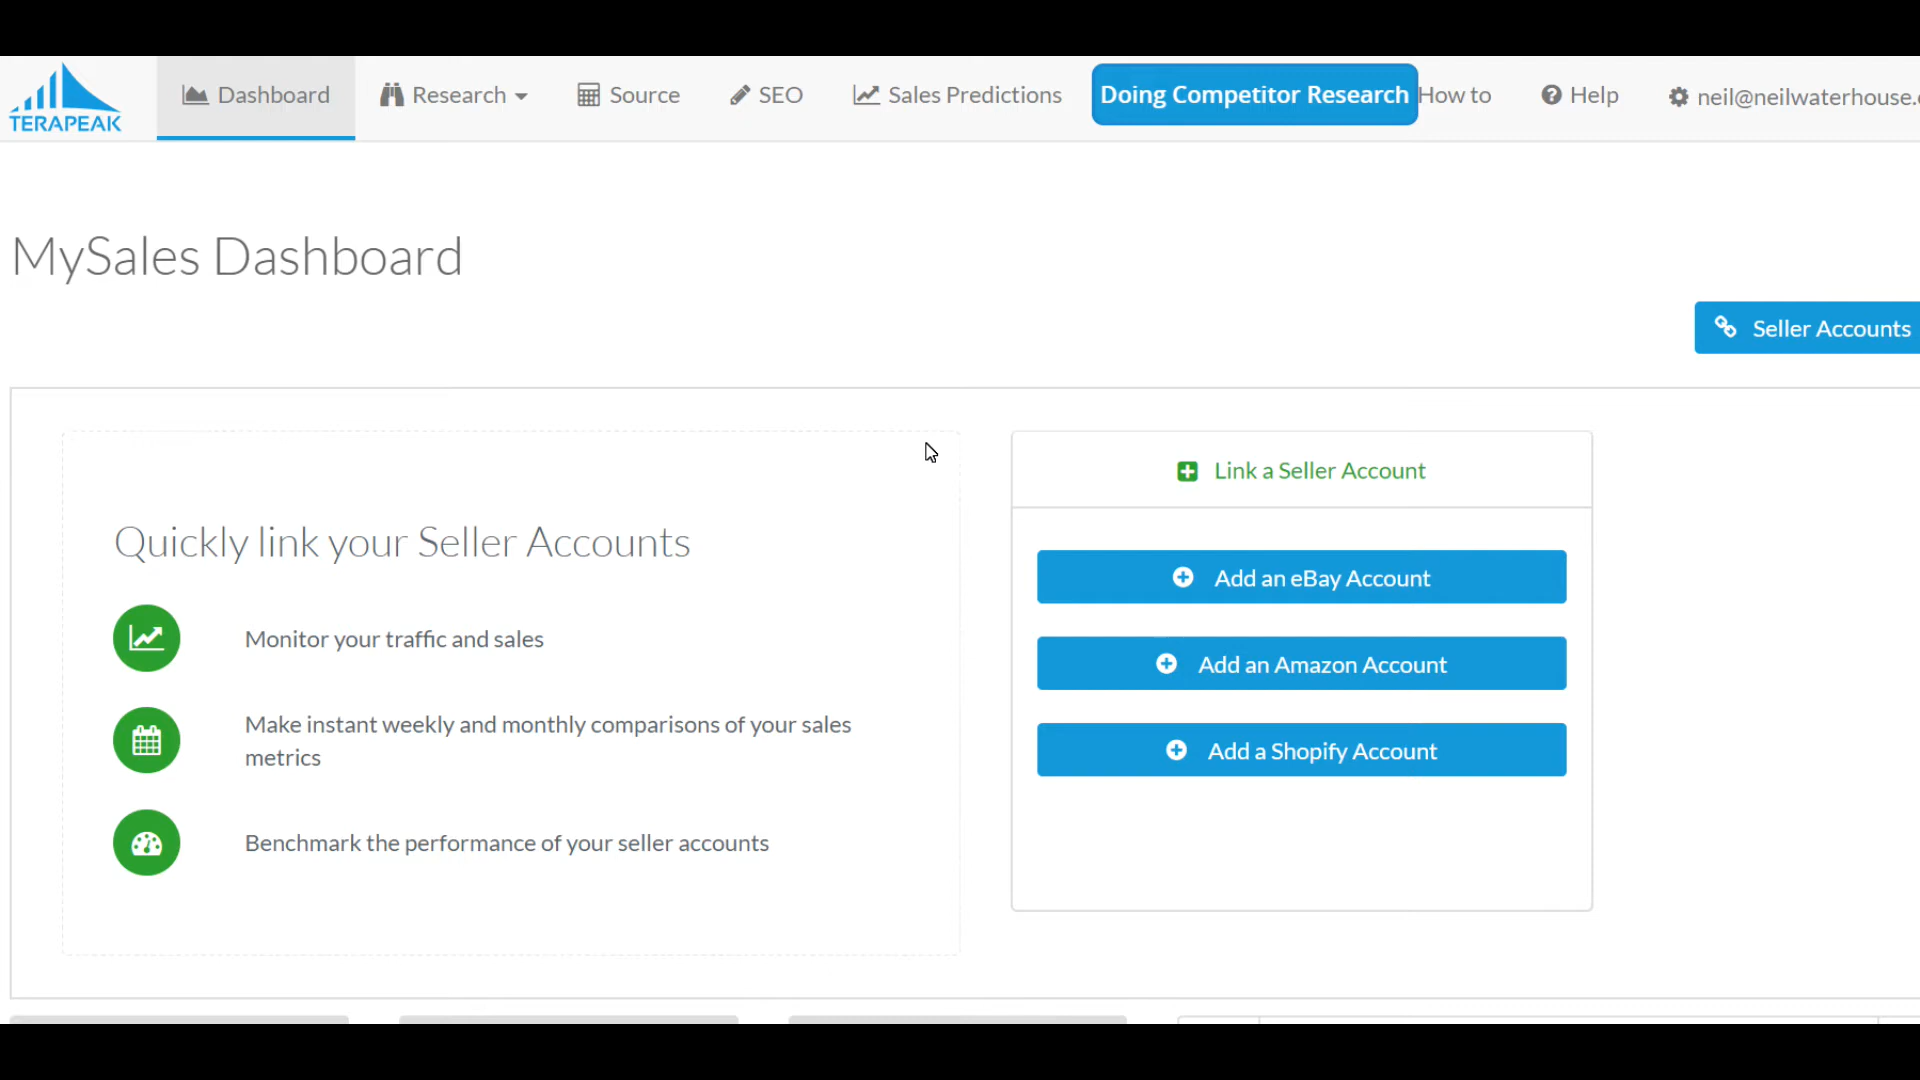 TERAPEAK
Dashboard
Research
Source
SEO
Sales Predictions
Doing Competitor Research
How to
Help
neil@neilwaterhouse.
MySales Dashboard
Seller Accounts
Link a Seller Account
Quickly link your Seller Accounts
Add an eBay Account
Monitor your traffic and sales
Add an Amazon Account
Make instant weekly and monthly comparisons of your sales
metrics
Add a Shopify Account
Benchmark the performance of your seller accounts